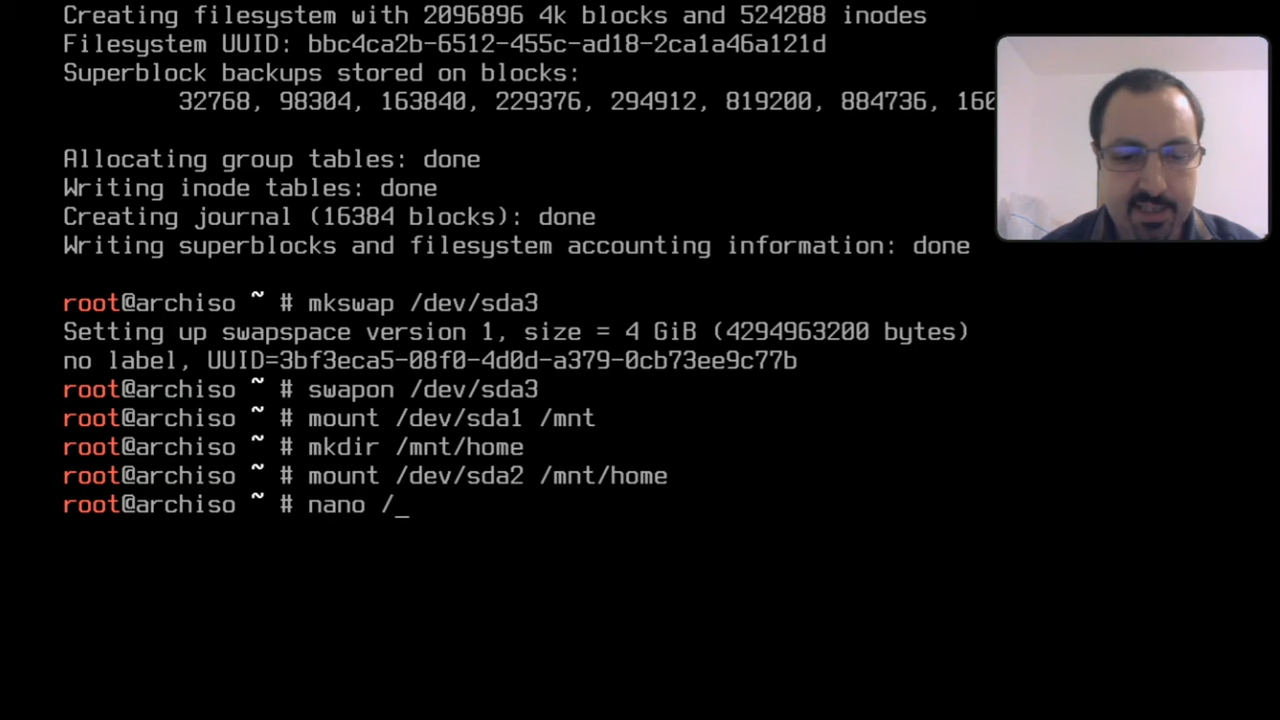 Creating filesystem with 2096896 4k blocks and 524288 inodes
Filesystem UUID: bbc4ca2b-6512-455c-ad18-2ca1a46a121d
Superblock backups stored on blocks:
32768, 98304, 163840, 229376, 294912, 819200, 884736, 160
Allocating group tables: done
Writing inode tables: done
Creating journal (16384 blocks): done
Writing superblocks and filesystem accounting information: done
root@archiso ~ # mkswap /dev/sda3
Setting up swapspace version 1, size = 4 GiB (4294963200 bytes)
no label, UUID=3bf3eca5-08f0-4d0d-a379-0cb73ee9c77b
root@archiso ~ # swapon /dev/sda3
root@archiso ~ # mount /dev/sda1 /mnt
root@archiso ~ # mkdir /mnt/home
root@archiso ~ # mount /dev/sda2 /mnt/home
root@archiso ~ # nano /_